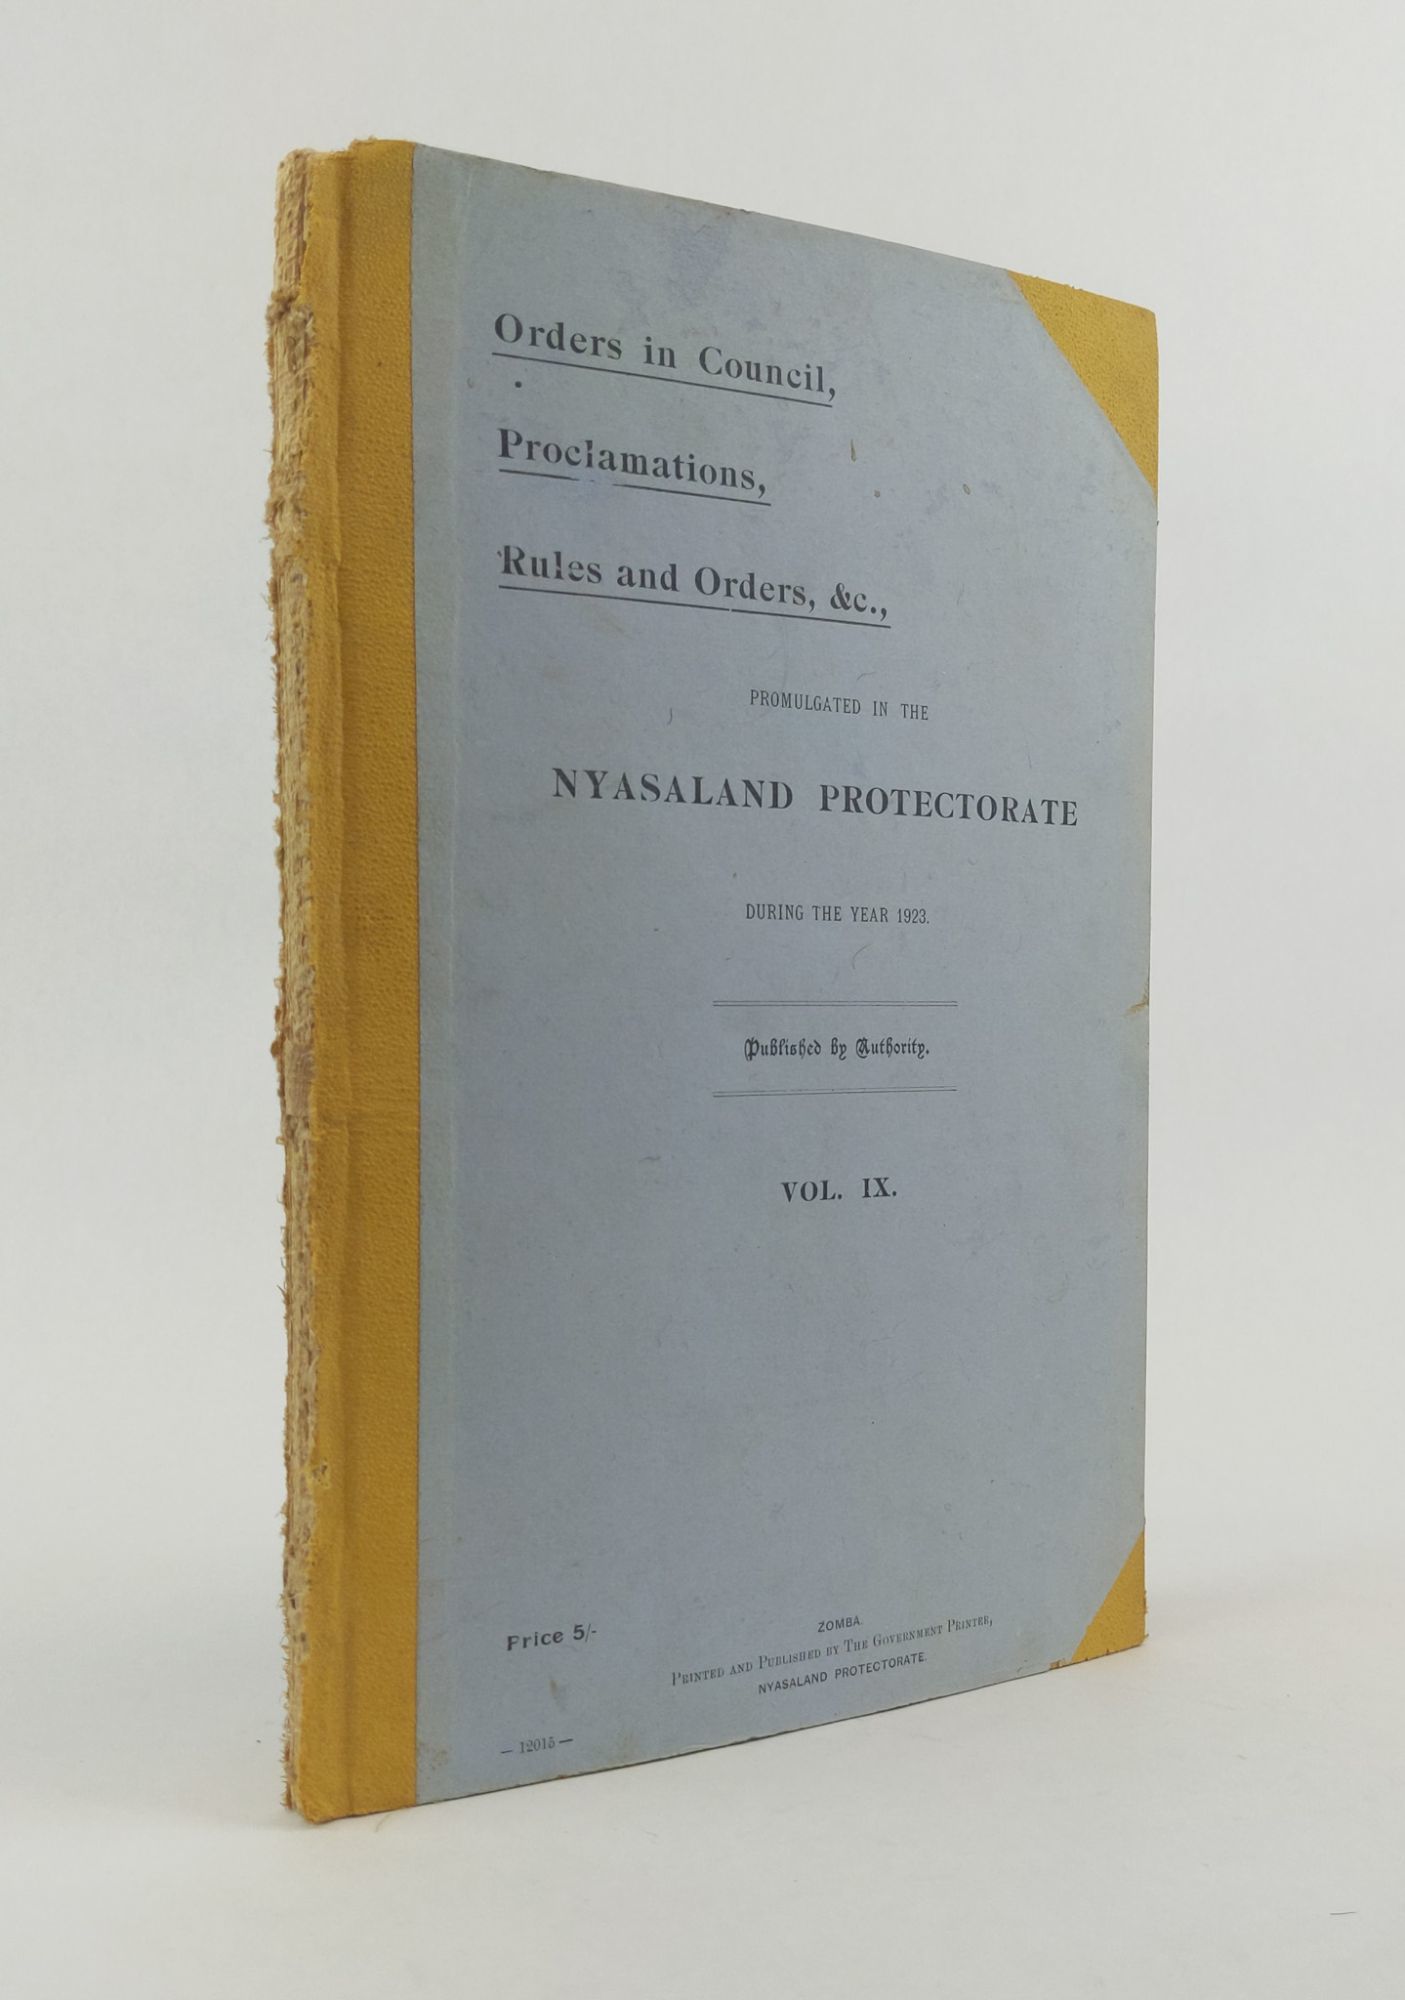 Orders in Council,
Proclamations,
Rules and Orders, &c.,
PROMULGATED IN THE
NYASALAND PROTECTORATE
DURING THE YEAR 1923.
Published by Authority.
VOL. IX.
Price 5/-
ZOMBA.
PRINTED AND PUBLISHED BY THE GOVERNMENT PRINTER,
NYASALAND PROTECTORATE.
— 12015 —